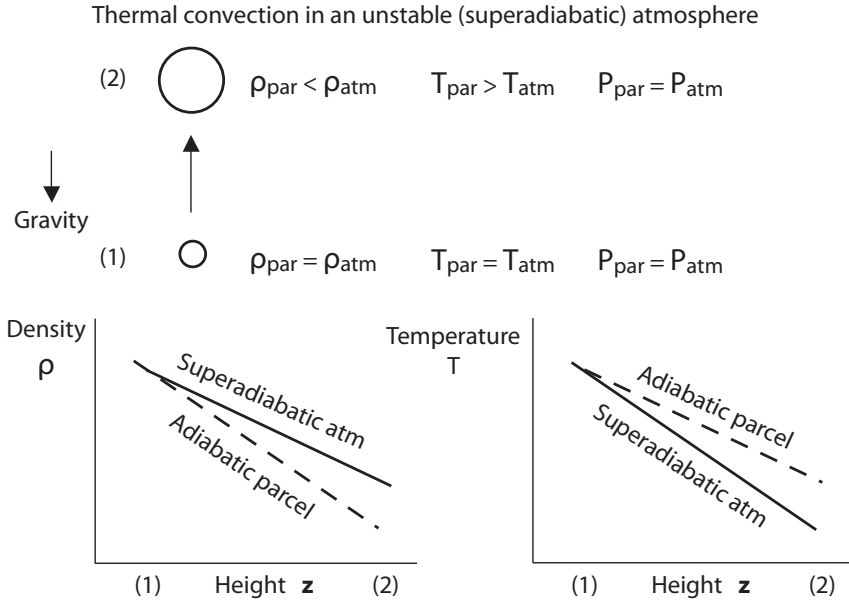 Thermal convection in an unstable (superadiabatic) atmosphere
(2) ρpar < ρatm Tpar > Tatm Ppar = Patm
Gravity
(1) ρpar = ρatm Tpar = Tatm Ppar = Patm
Density
ρ
Superadiabatic atm
Adiabatic parcel
(1) Height z (2)
Temperature
T
Adiabatic parcel
Superadiabatic atm
(1) Height z (2)